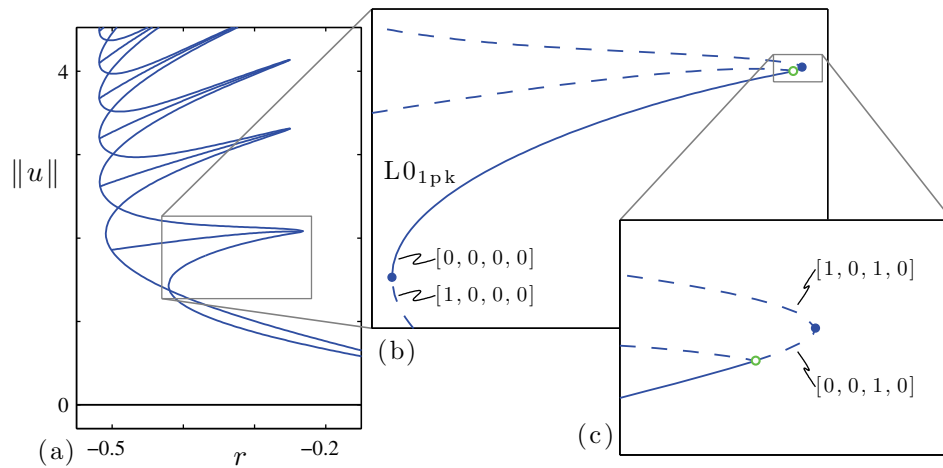 4
‖u‖
0
(a)
−0.5
r
−0.2
L0₁ₚₖ
[0, 0, 0, 0]
[1, 0, 0, 0]
(b)
[1, 0, 1, 0]
[0, 0, 1, 0]
(c)